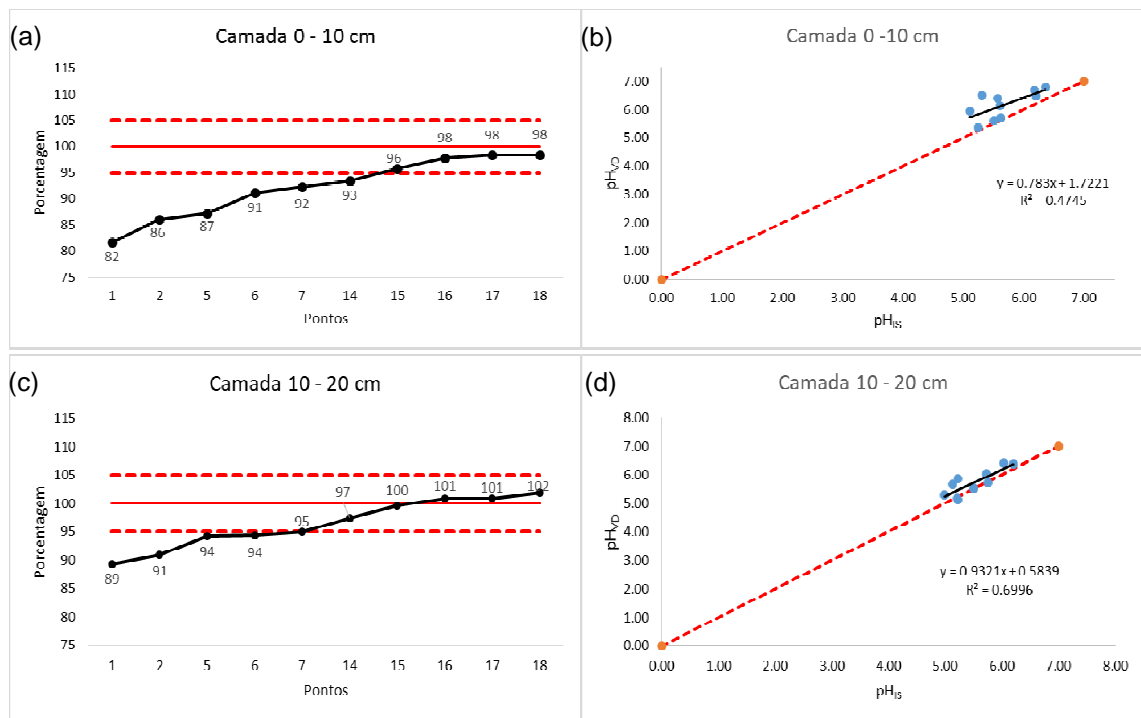 (a)
Camada 0 - 10 cm
115
110
105
100
95
90
85
80
75
Porcentagem
82
86
87
91
92
93
96
98
98
98
1 2 5 6 7 14 15 16 17 18
Pontos
(b)
Camada 0 -10 cm
7.00
6.00
5.00
4.00
3.00
2.00
1.00
0.00
pHVD
y = 0.783x + 1.7221
R² = 0.4745
0.00 1.00 2.00 3.00 4.00 5.00 6.00 7.00
pHIS
(c)
Camada 10 - 20 cm
115
110
105
100
95
90
85
80
75
Porcentagem
89
91
94
94
95
97
100
101
101
102
1 2 5 6 7 14 15 16 17 18
Pontos
(d)
Camada 10 - 20 cm
8.00
7.00
6.00
5.00
4.00
3.00
2.00
1.00
0.00
pHVD
y = 0.9321x + 0.5839
R² = 0.6996
0.00 1.00 2.00 3.00 4.00 5.00 6.00 7.00 8.00
pHIS